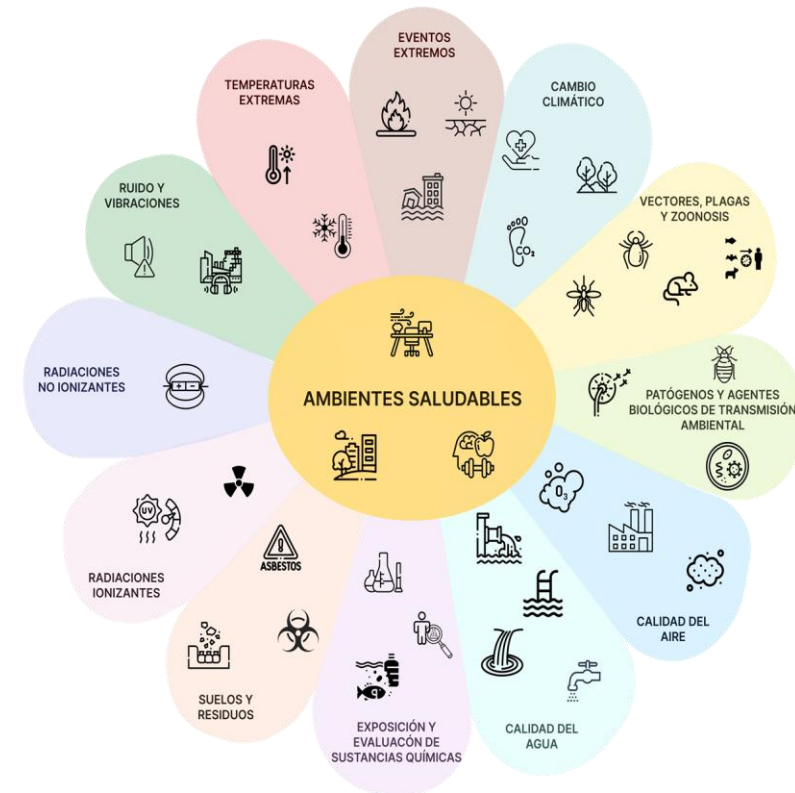 EVENTOS
EXTREMOS
CAMBIO
CLIMÁTICO
VECTORES, PLAGAS
Y ZOONOSIS
PATÓGENOS Y AGENTES
BIOLÓGICOS DE TRANSMISIÓN
AMBIENTAL
CALIDAD DEL
AIRE
CALIDAD DEL
AGUA
EXPOSICIÓN Y
EVALUACÁN DE
SUSTANCIAS QUÍMICAS
SUELOS Y
RESIDUOS
RADIACIONES
IONIZANTES
RADIACIONES
NO IONIZANTES
RUIDO Y
VIBRACIONES
TEMPERATURAS
EXTREMAS
AMBIENTES SALUDABLES
CO₂
O₃
UV
ASBESTOS